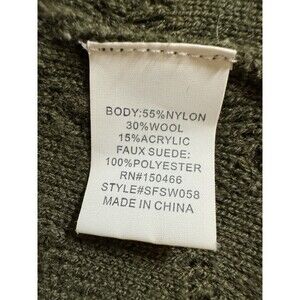 BODY:55%NYLON
30%WOOL
15%ACRYLIC
FAUX SUEDE:
100%POLYESTER
RN#150466
STYLE#SFSW058
MADE IN CHINA